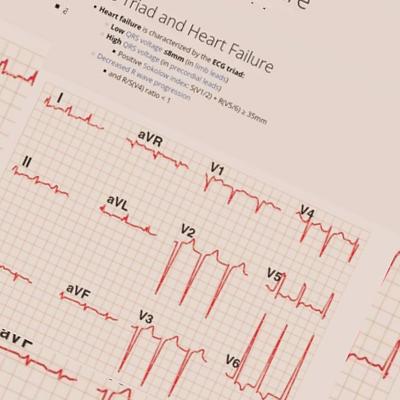 Triad and Heart Failure
• Heart failure is characterized by the ECG triad:
Low QRS voltage ≤8mm (in limb leads)
High QRS voltage (in precordial leads)
• Positive Sokolow index: S(V1/2) + R(V5/6) ≥ 35mm
Decreased R wave progression
• and R/S(V4) ratio < 1
I
aVR
V1
V4
II
aVL
V2
V5
aVF
V3
V6
aVF